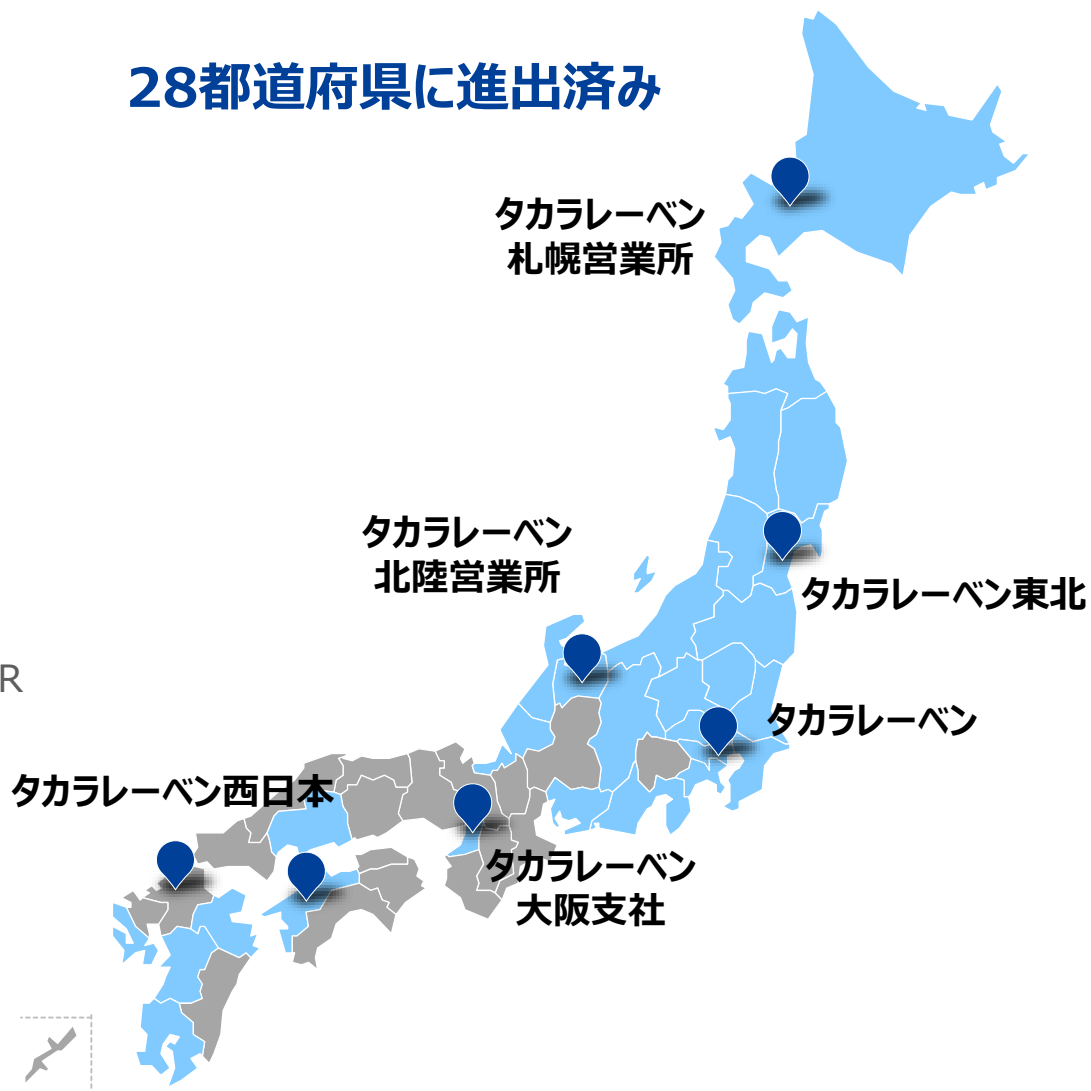 28都道府県に進出済み
タカラレーベン
札幌営業所
タカラレーベン
北陸営業所
タカラレーベン東北
R
タカラレーベン
タカラレーベン西日本
タカラレーベン
大阪支社